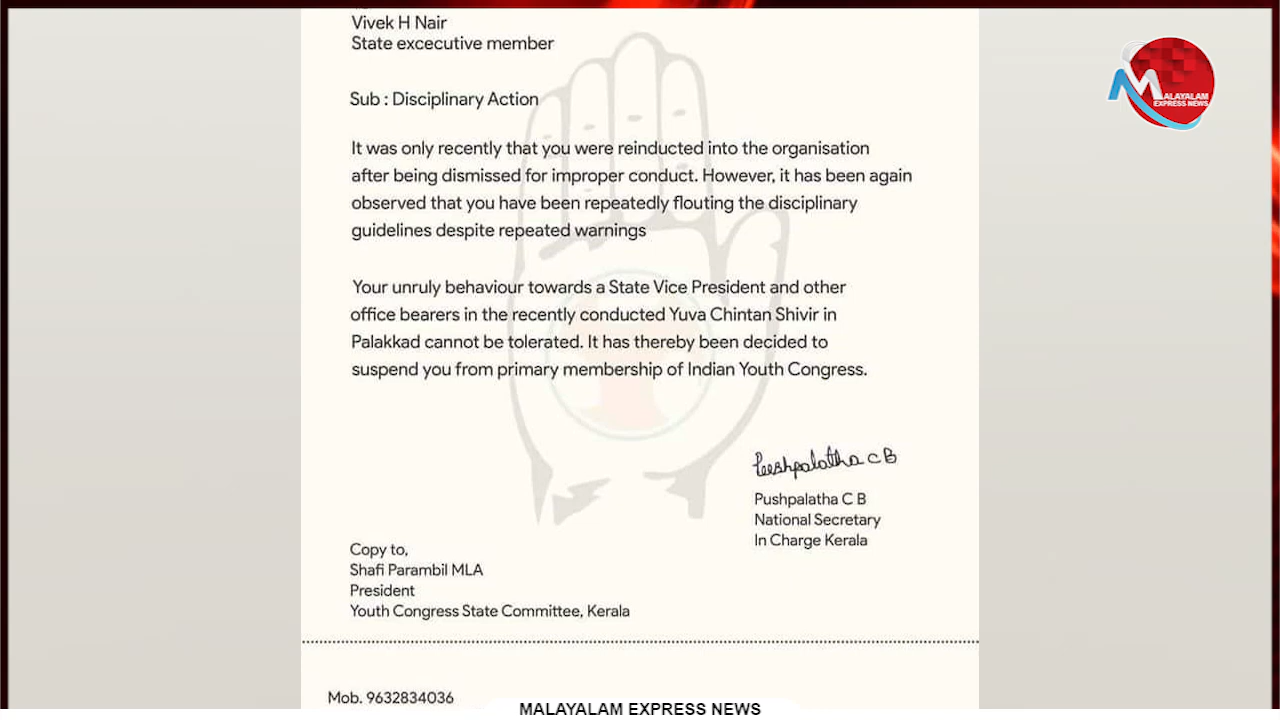 Vivek H Nair
State excecutive member
Sub : Disciplinary Action
It was only recently that you were reinducted into the organisation
after being dismissed for improper conduct. However, it has been again
observed that you have been repeatedly flouting the disciplinary
guidelines despite repeated warnings
Your unruly behaviour towards a State Vice President and other
office bearers in the recently conducted Yuva Chintan Shivir in
Palakkad cannot be tolerated. It has thereby been decided to
suspend you from primary membership of Indian Youth Congress.
Pushpalatha C B
Pushpalatha C B
National Secretary
In Charge Kerala
Copy to,
Shafi Parambil MLA
President
Youth Congress State Committee, Kerala
Mob. 9632834036
MALAYALAM EXPRESS NEWS
MALAYALAM
EXPRESS NEWS